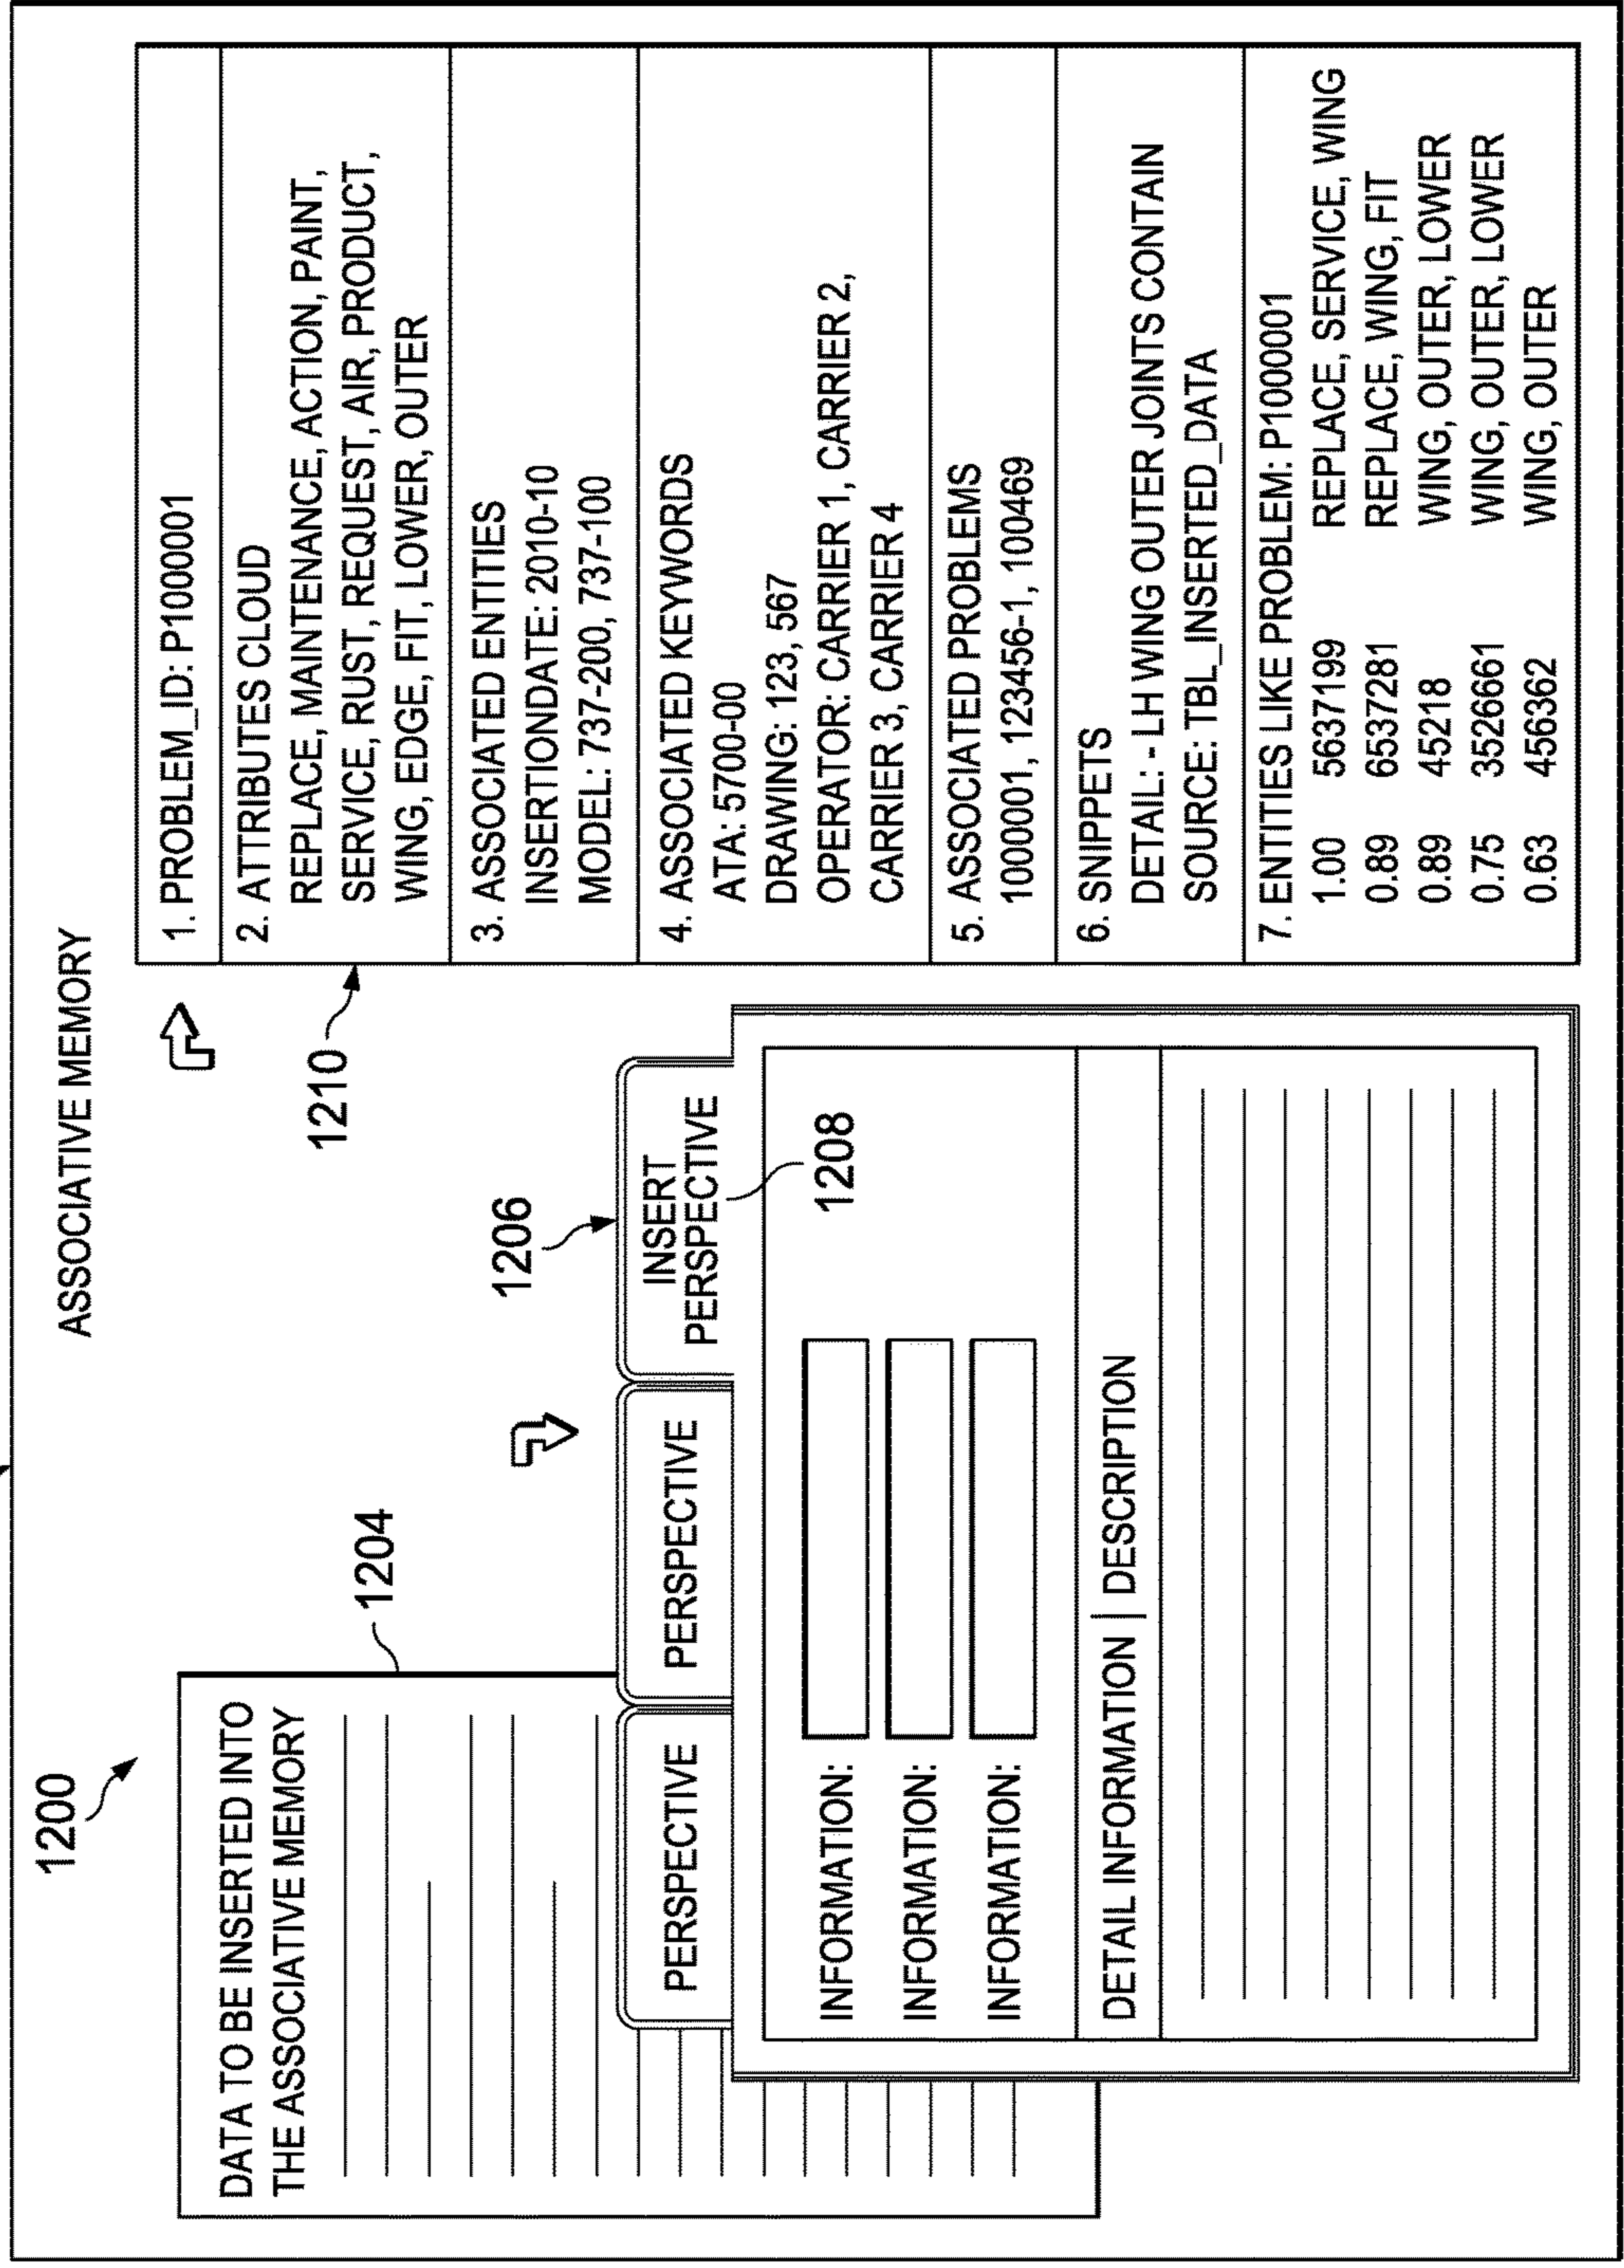 ASSOCIATIVE MEMORY
1200
DATA TO BE INSERTED INTO
THE ASSOCIATIVE MEMORY
1204
1206
PERSPECTIVE
PERSPECTIVE
INSERT
PERSPECTIVE
1208
INFORMATION:
INFORMATION:
INFORMATION:
DETAIL INFORMATION | DESCRIPTION
1210
1. PROBLEM_ID: P1000001
2. ATTRIBUTES CLOUD
REPLACE, MAINTENANCE, ACTION, PAINT,
SERVICE, RUST, REQUEST, AIR, PRODUCT,
WING, EDGE, FIT, LOWER, OUTER
3. ASSOCIATED ENTITIES
INSERTIONDATE: 2010-10
MODEL: 737-200, 737-100
4. ASSOCIATED KEYWORDS
ATA: 5700-00
DRAWING: 123, 567
OPERATOR: CARRIER 1, CARRIER 2,
CARRIER 3, CARRIER 4
5. ASSOCIATED PROBLEMS
1000001, 123456-1, 100469
6. SNIPPETS
DETAIL: - LH WING OUTER JOINTS CONTAIN
SOURCE: TBL_INSERTED_DATA
7. ENTITIES LIKE PROBLEM: P100001
1.00 5637199 REPLACE, SERVICE, WING
0.89 6537281 REPLACE, WING, FIT
0.89 45218 WING, OUTER, LOWER
0.75 3526661 WING, OUTER, LOWER
0.63 456362 WING, OUTER